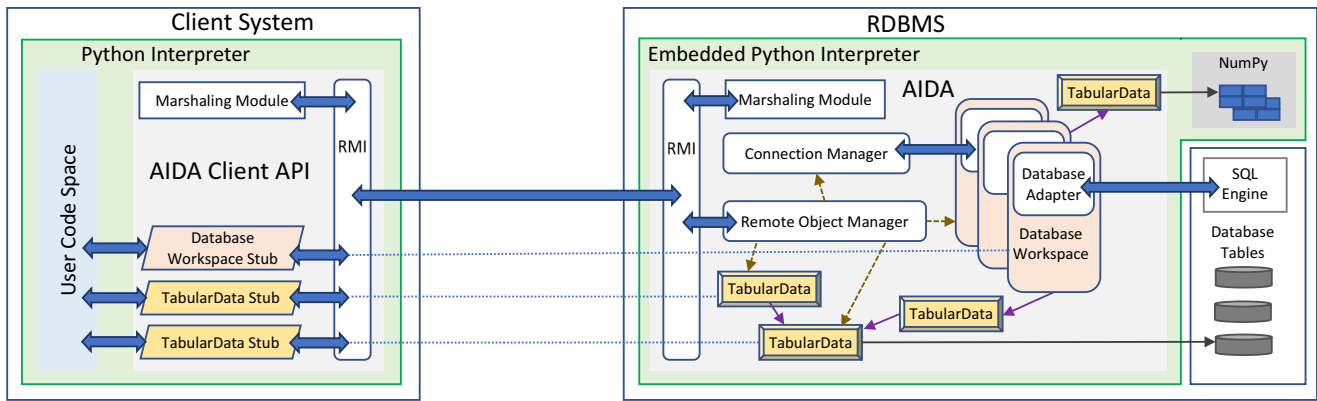 Client System
Python Interpreter
User Code Space
Marshaling Module
AIDA Client API
RMI
Database
Workspace Stub
TabularData Stub
TabularData Stub
RDBMS
Embedded Python Interpreter
RMI
Marshaling Module
AIDA
TabularData
NumPy
Connection Manager
Remote Object Manager
Database
Adapter
Database
Workspace
SQL
Engine
Database
Tables
TabularData
TabularData
TabularData